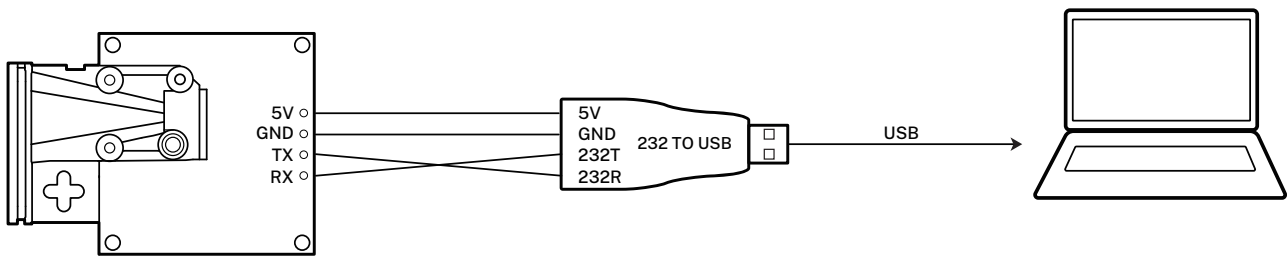 5V
GND
TX
RX
5V
GND
232T
232R
232 TO USB
USB